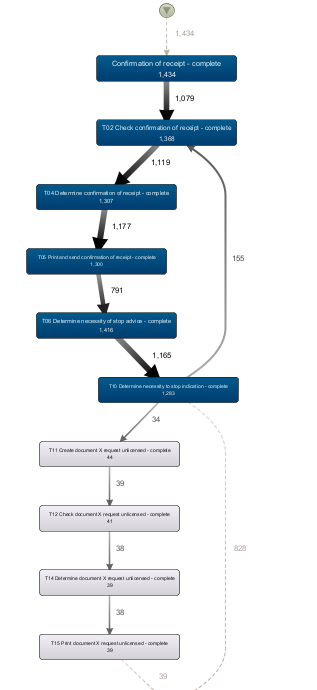 1,434
Confirmation of receipt - complete
1,434
1,079
T02 Check confirmation of receipt - complete
1,368
1,119
T04 Determine confirmation of receipt - complete
1,307
1,177
T05 Print and send confirmation of receipt - complete
1,300
791
T06 Determine necessity of stop advice - complete
1,416
155
1,165
T10 Determine necessity to stop indication - complete
1,283
34
T11 Create document X request unlicensed - complete
44
39
T12 Check document X request unlicensed - complete
41
38
828
T14 Determine document X request unlicensed - complete
39
38
T15 Print document X request unlicensed - complete
39
39